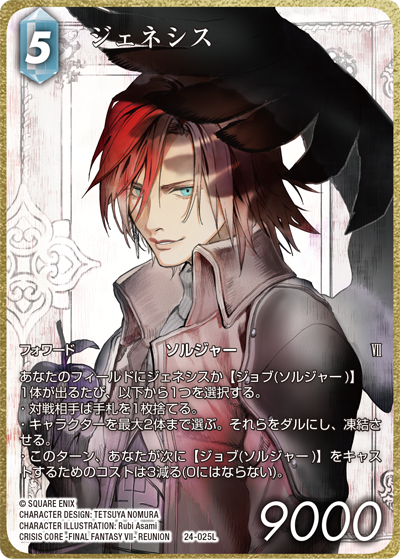 5
ジェネシス
フォワード ソルジャー VII
あなたのフィールドにジェネシスか【ジョブ(ソルジャー)】
1体が出るたび、以下から1つを選択する。
・対戦相手は手札を1枚捨てる。
・キャラクターを最大2体まで選ぶ。それらをダルにし、凍結さ
せる。
・このターン、あなたが次に【ジョブ(ソルジャー)】をキャス
トするためのコストは3減る(0にはならない)。
© SQUARE ENIX
CHARACTER DESIGN: TETSUYA NOMURA
CHARACTER ILLUSTRATION: Rubi Asami
CRISIS CORE -FINAL FANTASY VII- REUNION
24-025L
9000